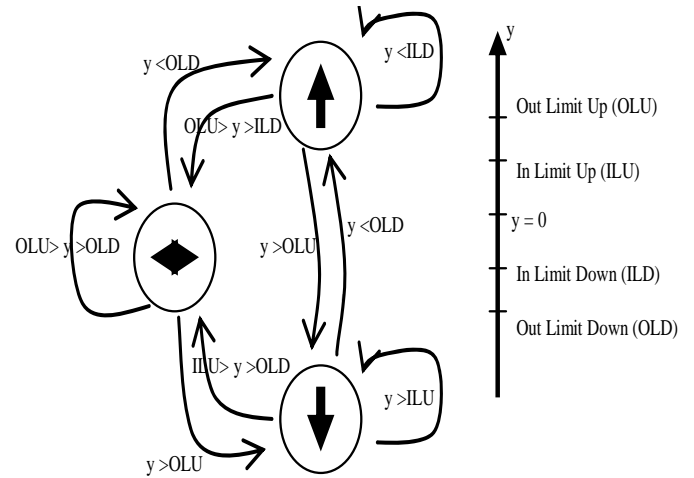 y
y <ILD
y <OLD
Out Limit Up (OLU)
OLU> y >ILD
In Limit Up (ILU)
y = 0
y <OLD
OLU> y >OLD
y >OLU
In Limit Down (ILD)
Out Limit Down (OLD)
ILU> y >OLD
y >ILU
y >OLU